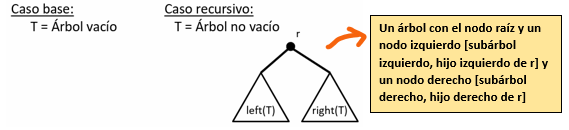 Caso base:
T = Árbol vacío
Caso recursivo:
T = Árbol no vacío
r
left(T)
right(T)
Un árbol con el nodo raíz y un
nodo izquierdo [subárbol
izquierdo, hijo izquierdo de r] y
un nodo derecho [subárbol
derecho, hijo derecho de r]